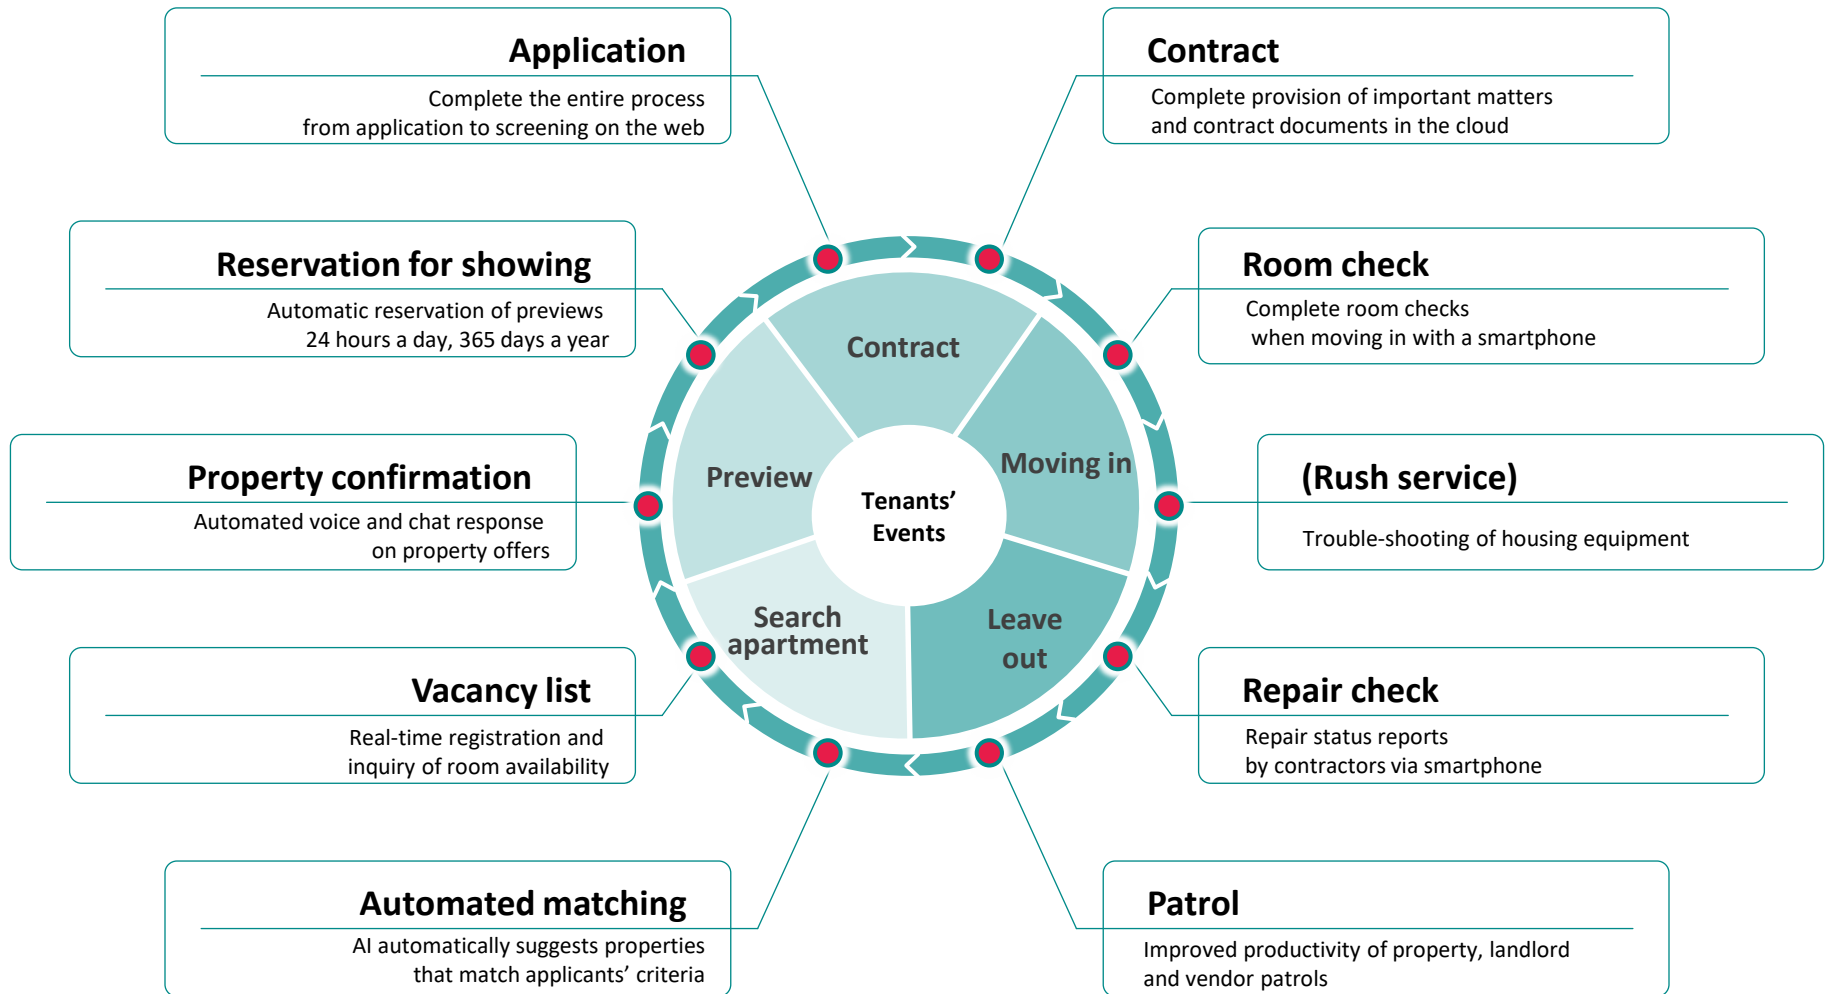 Application
Complete the entire process
from application to screening on the web
Contract
Complete provision of important matters
and contract documents in the cloud
Reservation for showing
Automatic reservation of previews
24 hours a day, 365 days a year
Room check
Complete room checks
when moving in with a smartphone
Property confirmation
Automated voice and chat response
on property offers
(Rush service)
Trouble-shooting of housing equipment
Vacancy list
Real-time registration and
inquiry of room availability
Repair check
Repair status reports
by contractors via smartphone
Automated matching
AI automatically suggests properties
that match applicants’ criteria
Patrol
Improved productivity of property, landlord
and vendor patrols
Contract
Preview
Moving in
Tenants’
Events
Search
apartment
Leave
out